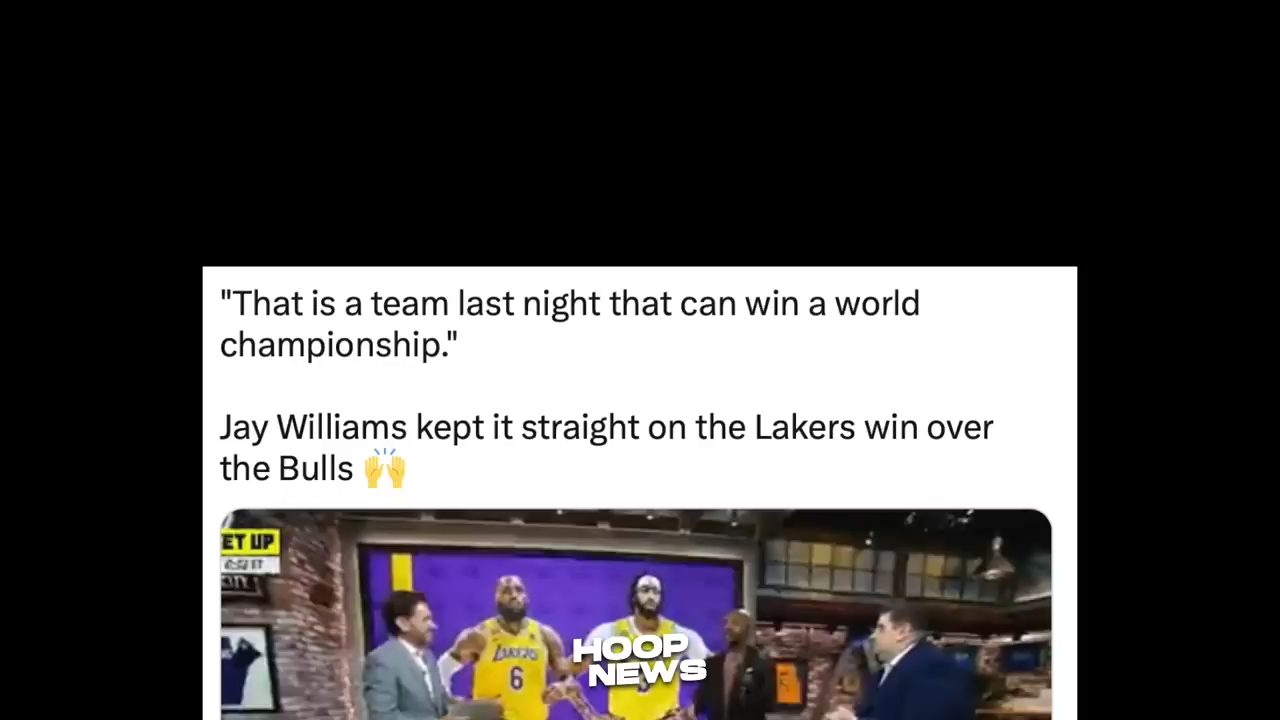 "That is a team last night that can win a world
championship."
Jay Williams kept it straight on the Lakers win over
the Bulls 🙌
ET UP
LAKERS
6
HOOP
NEWS